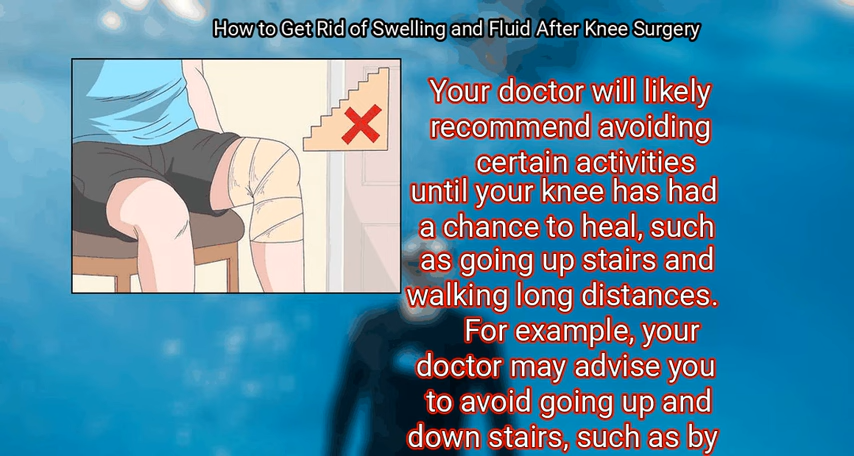 How to Get Rid of Swelling and Fluid After Knee Surgery
Your doctor will likely
recommend avoiding
certain activities
until your knee has had
a chance to heal, such
as going up stairs and
walking long distances.
For example, your
doctor may advise you
to avoid going up and
down stairs, such as by